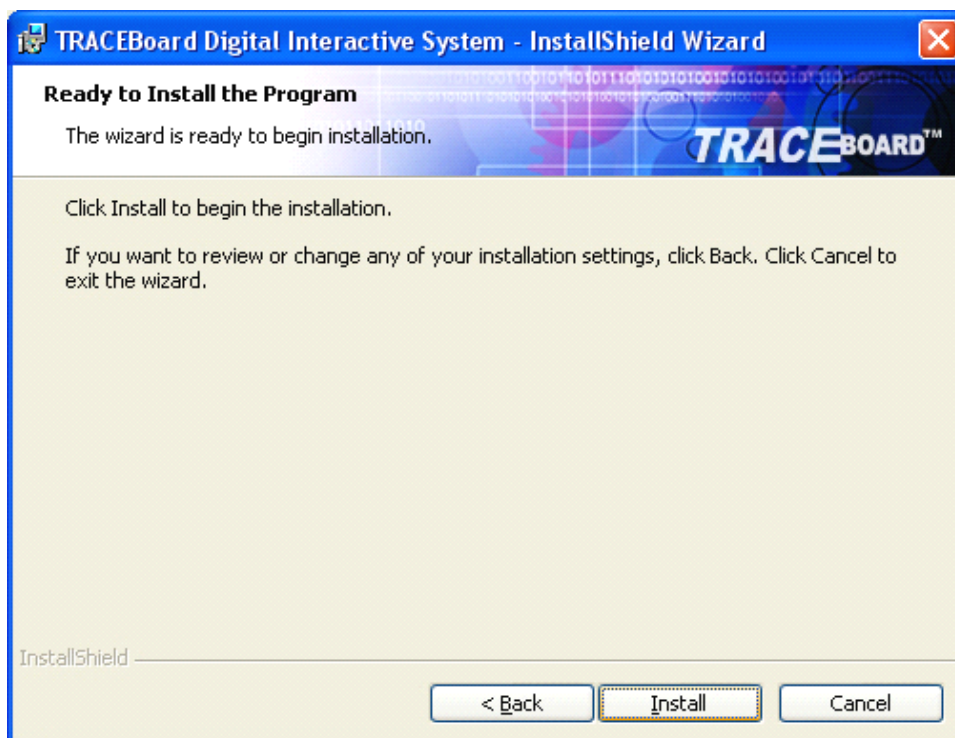 TRACEBoard Digital Interactive System - InstallShield Wizard
Ready to Install the Program
The wizard is ready to begin installation.
TRACEBOARD™
Click Install to begin the installation.
If you want to review or change any of your installation settings, click Back. Click Cancel to
exit the wizard.
InstallShield
< Back Install Cancel